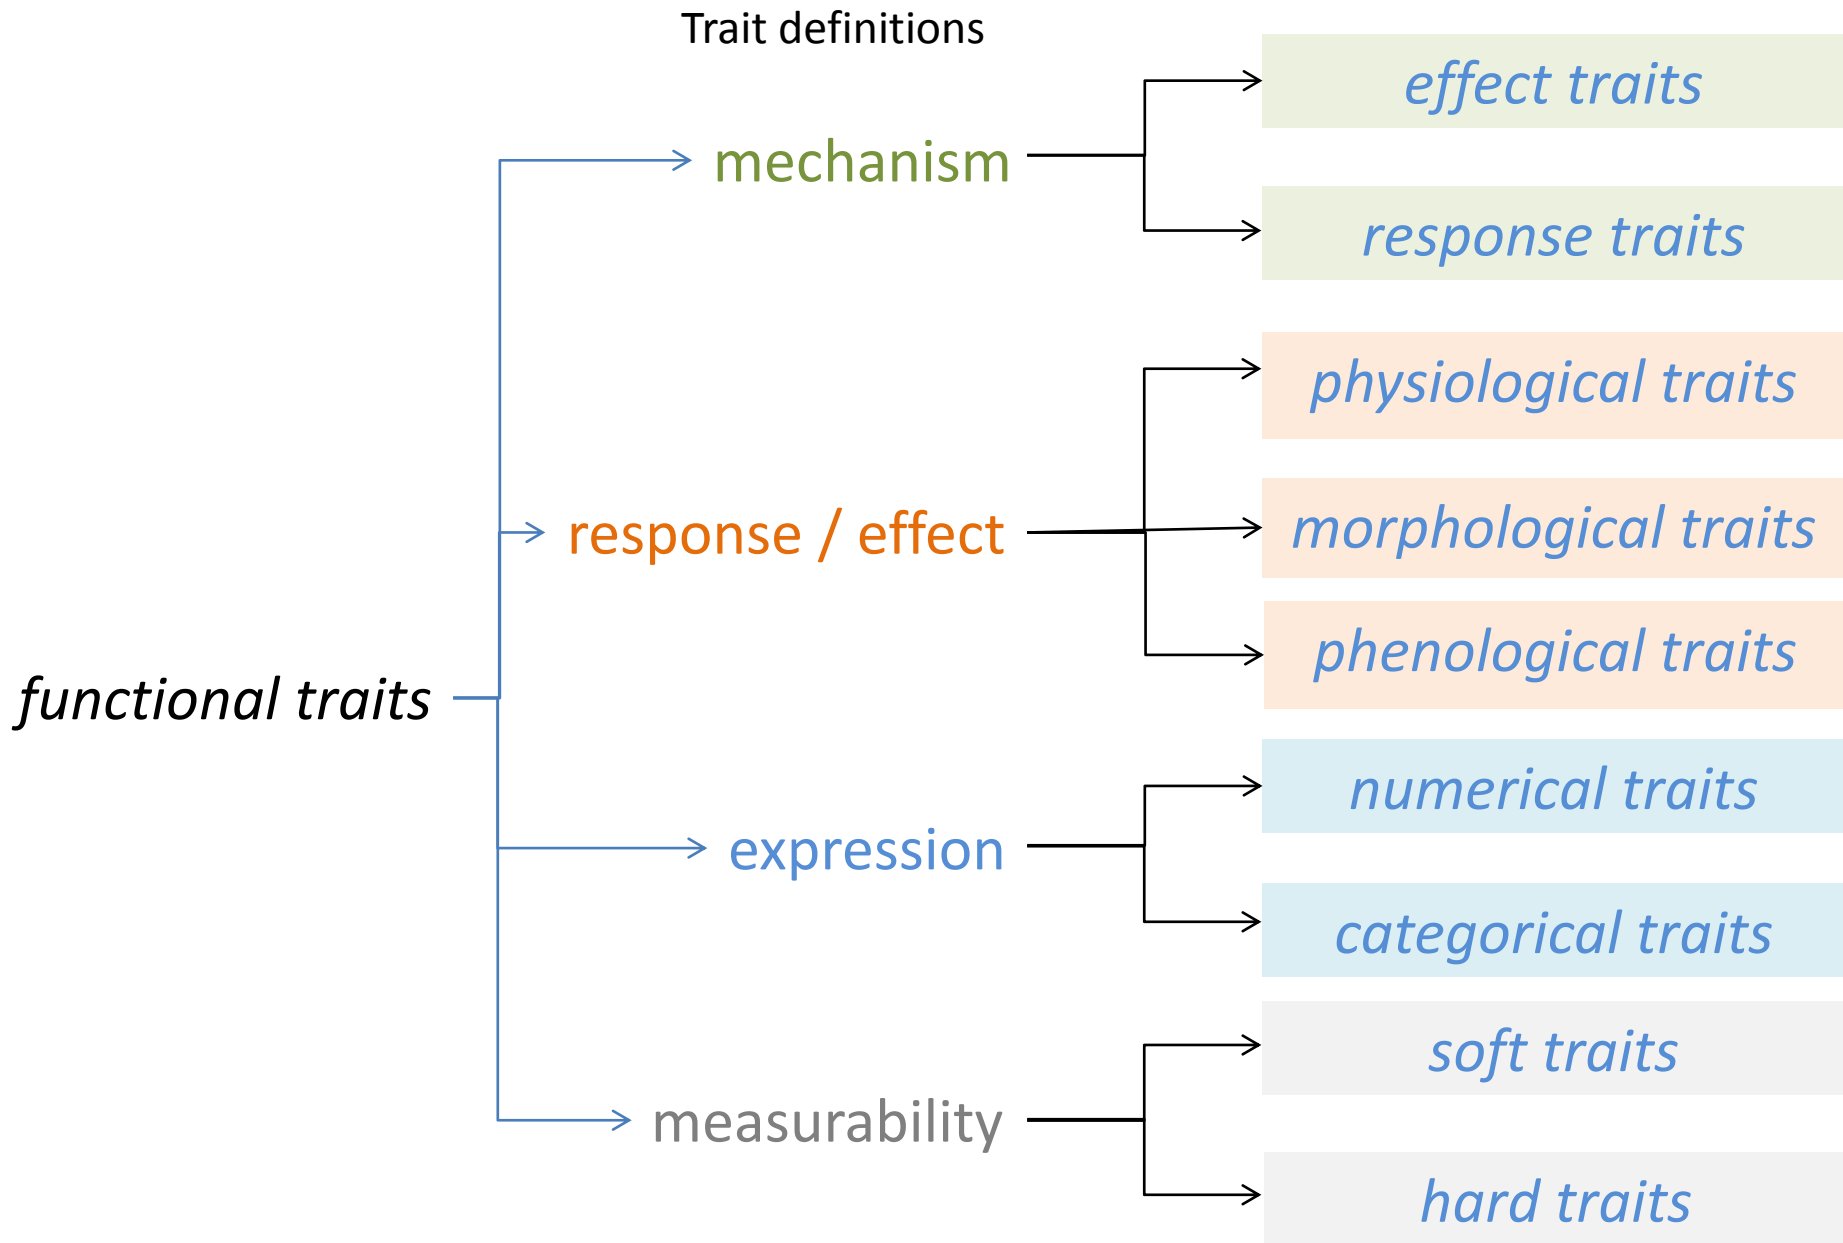 Trait definitions
effect traits
mechanism
response traits
physiological traits
response / effect
morphological traits
phenological traits
functional traits
numerical traits
expression
categorical traits
soft traits
measurability
hard traits